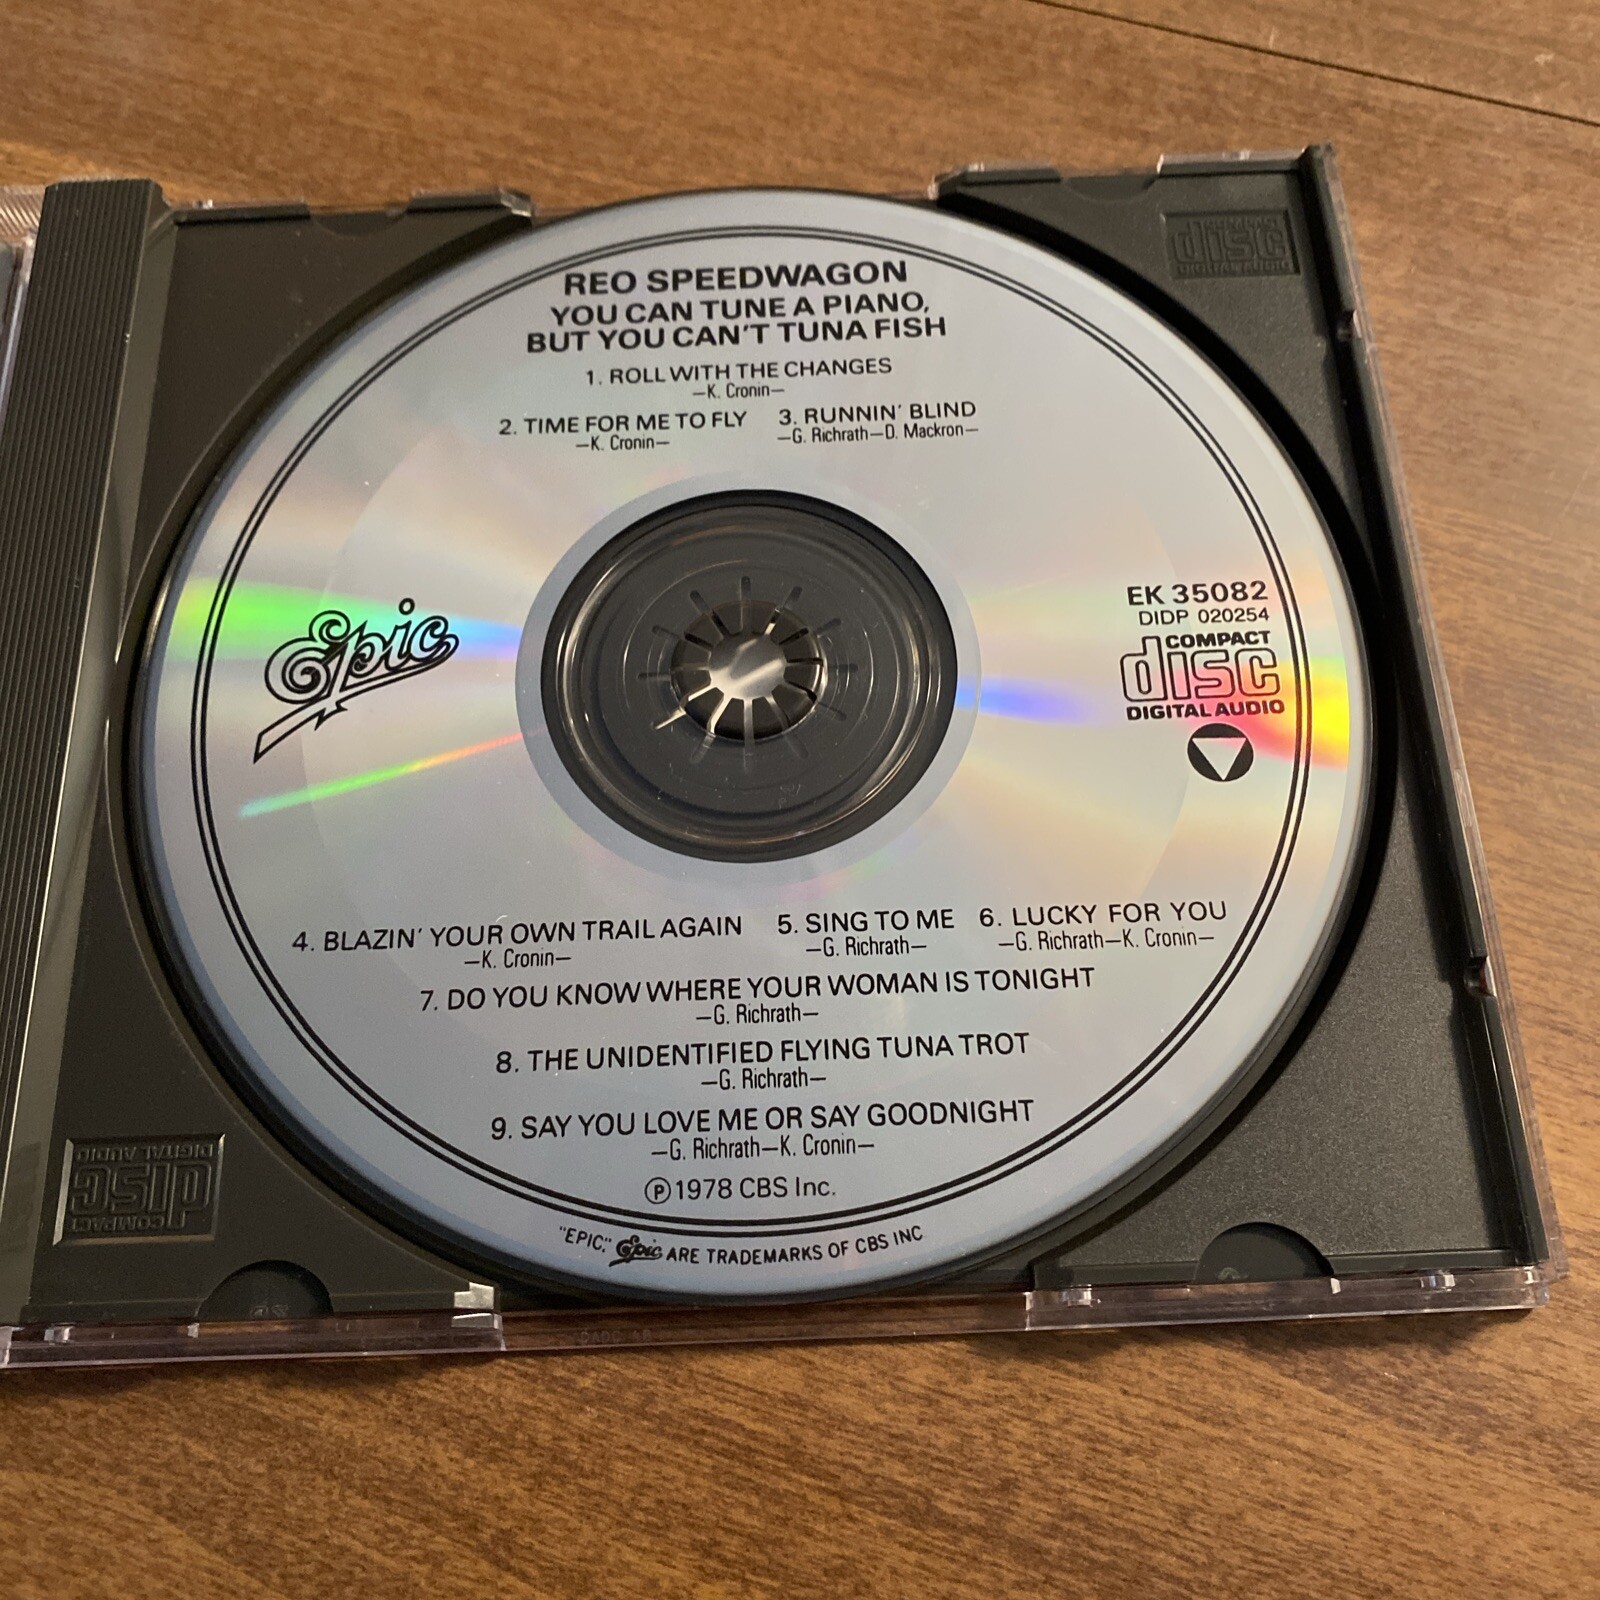 REO SPEEDWAGON
YOU CAN TUNE A PIANO,
BUT YOU CAN'T TUNA FISH
1. ROLL WITH THE CHANGES
—K. Cronin—
2. TIME FOR ME TO FLY
—K. Cronin—
3. RUNNIN' BLIND
—G. Richrath—D. Mackron—
Epic
EK 35082
DIDP 020254
COMPACT
disc
DIGITAL AUDIO
4. BLAZIN' YOUR OWN TRAIL AGAIN
—K. Cronin—
5. SING TO ME
—G. Richrath—
6. LUCKY FOR YOU
—G. Richrath—K. Cronin—
7. DO YOU KNOW WHERE YOUR WOMAN IS TONIGHT
—G. Richrath—
8. THE UNIDENTIFIED FLYING TUNA TROT
—G. Richrath—
9. SAY YOU LOVE ME OR SAY GOODNIGHT
—G. Richrath—K. Cronin—
Ⓟ 1978 CBS Inc.
"EPIC," Epic ARE TRADEMARKS OF CBS INC
COMPACT
disc
DIGITAL AUDIO
COMPACT
disc
DIGITAL AUDIO